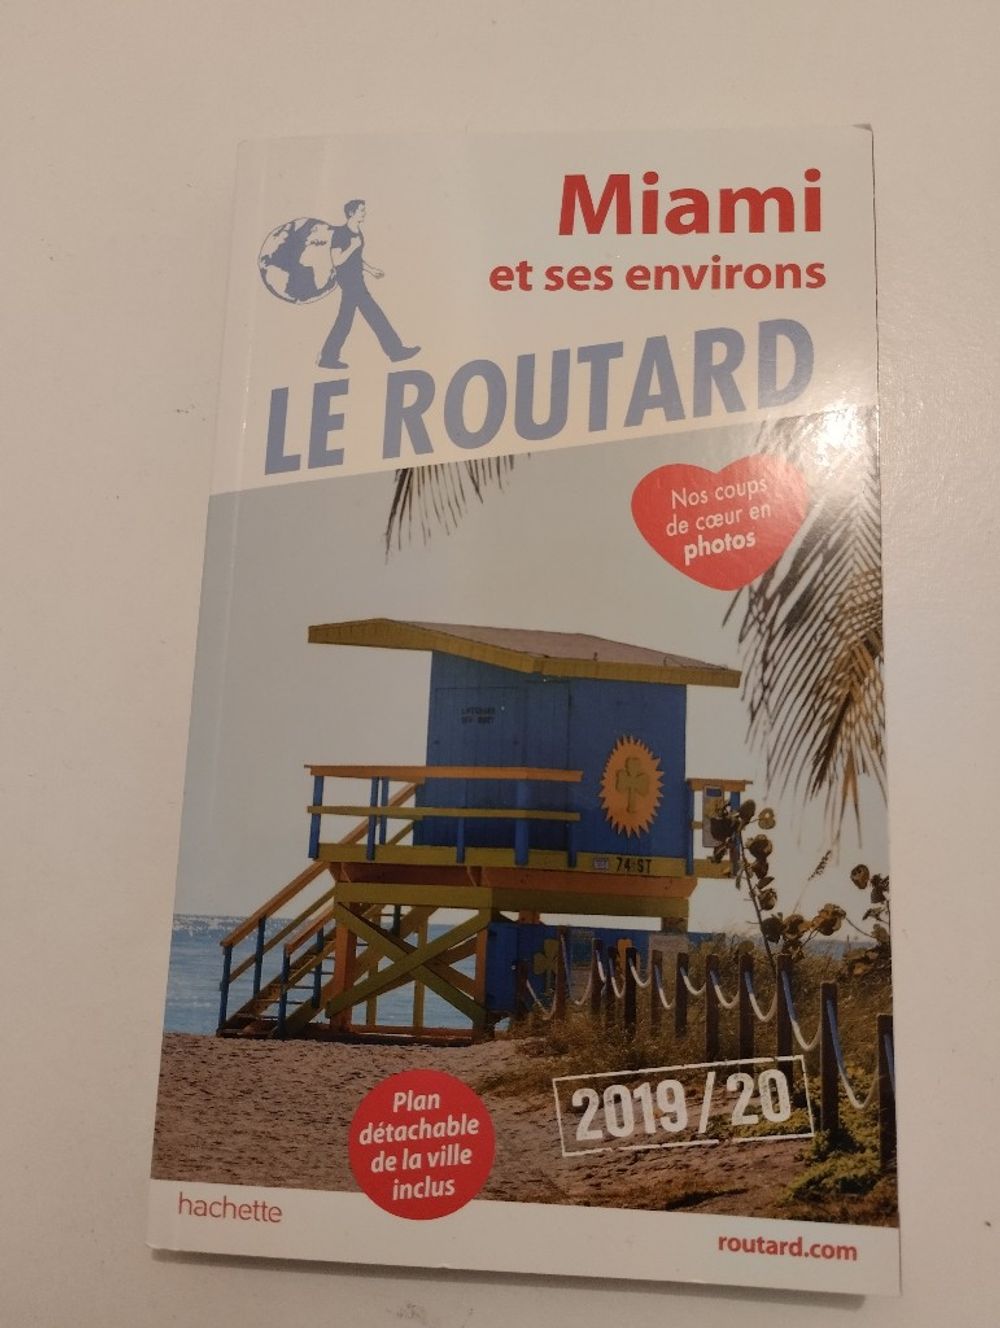 Miami
et ses environs
LE ROUTARD
Nos coups
de cœur en
photos
74 ST
2019/20
Plan
détachable
de la ville
inclus
hachette
routard.com